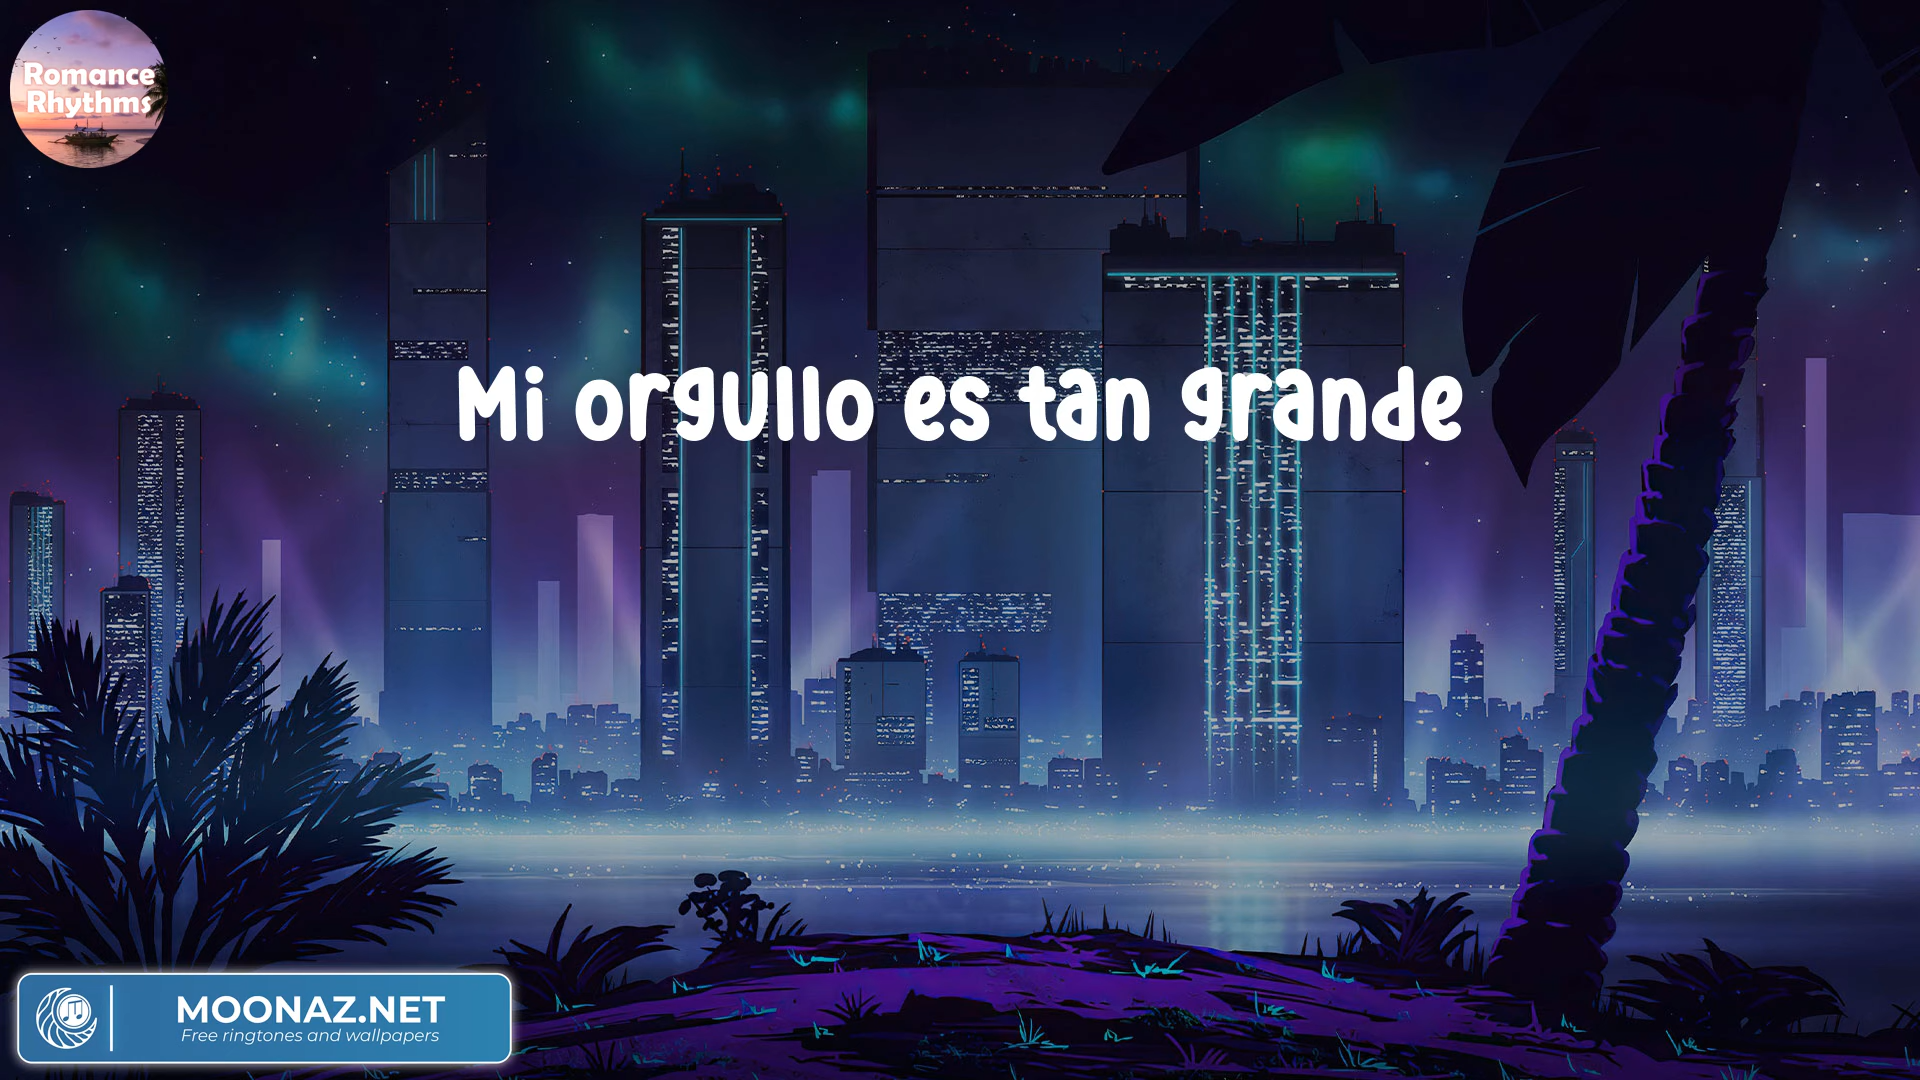 Romance
Rhythms
Mi orgullo es tan grande
MOONAZ.NET
Free ringtones and wallpapers